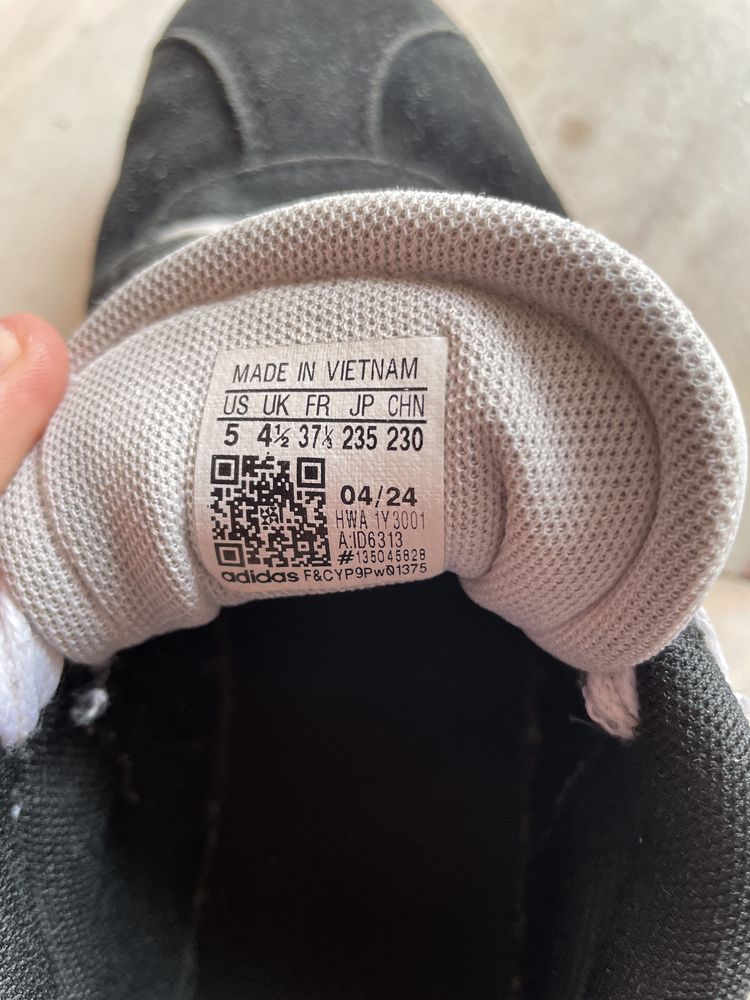 MADE IN VIETNAM
US UK FR JP CHN
5 4½ 37⅓ 235 230
04/24
HWA 1Y3001
A:ID6313
#135045828
adidas F&CYP9Pw01375